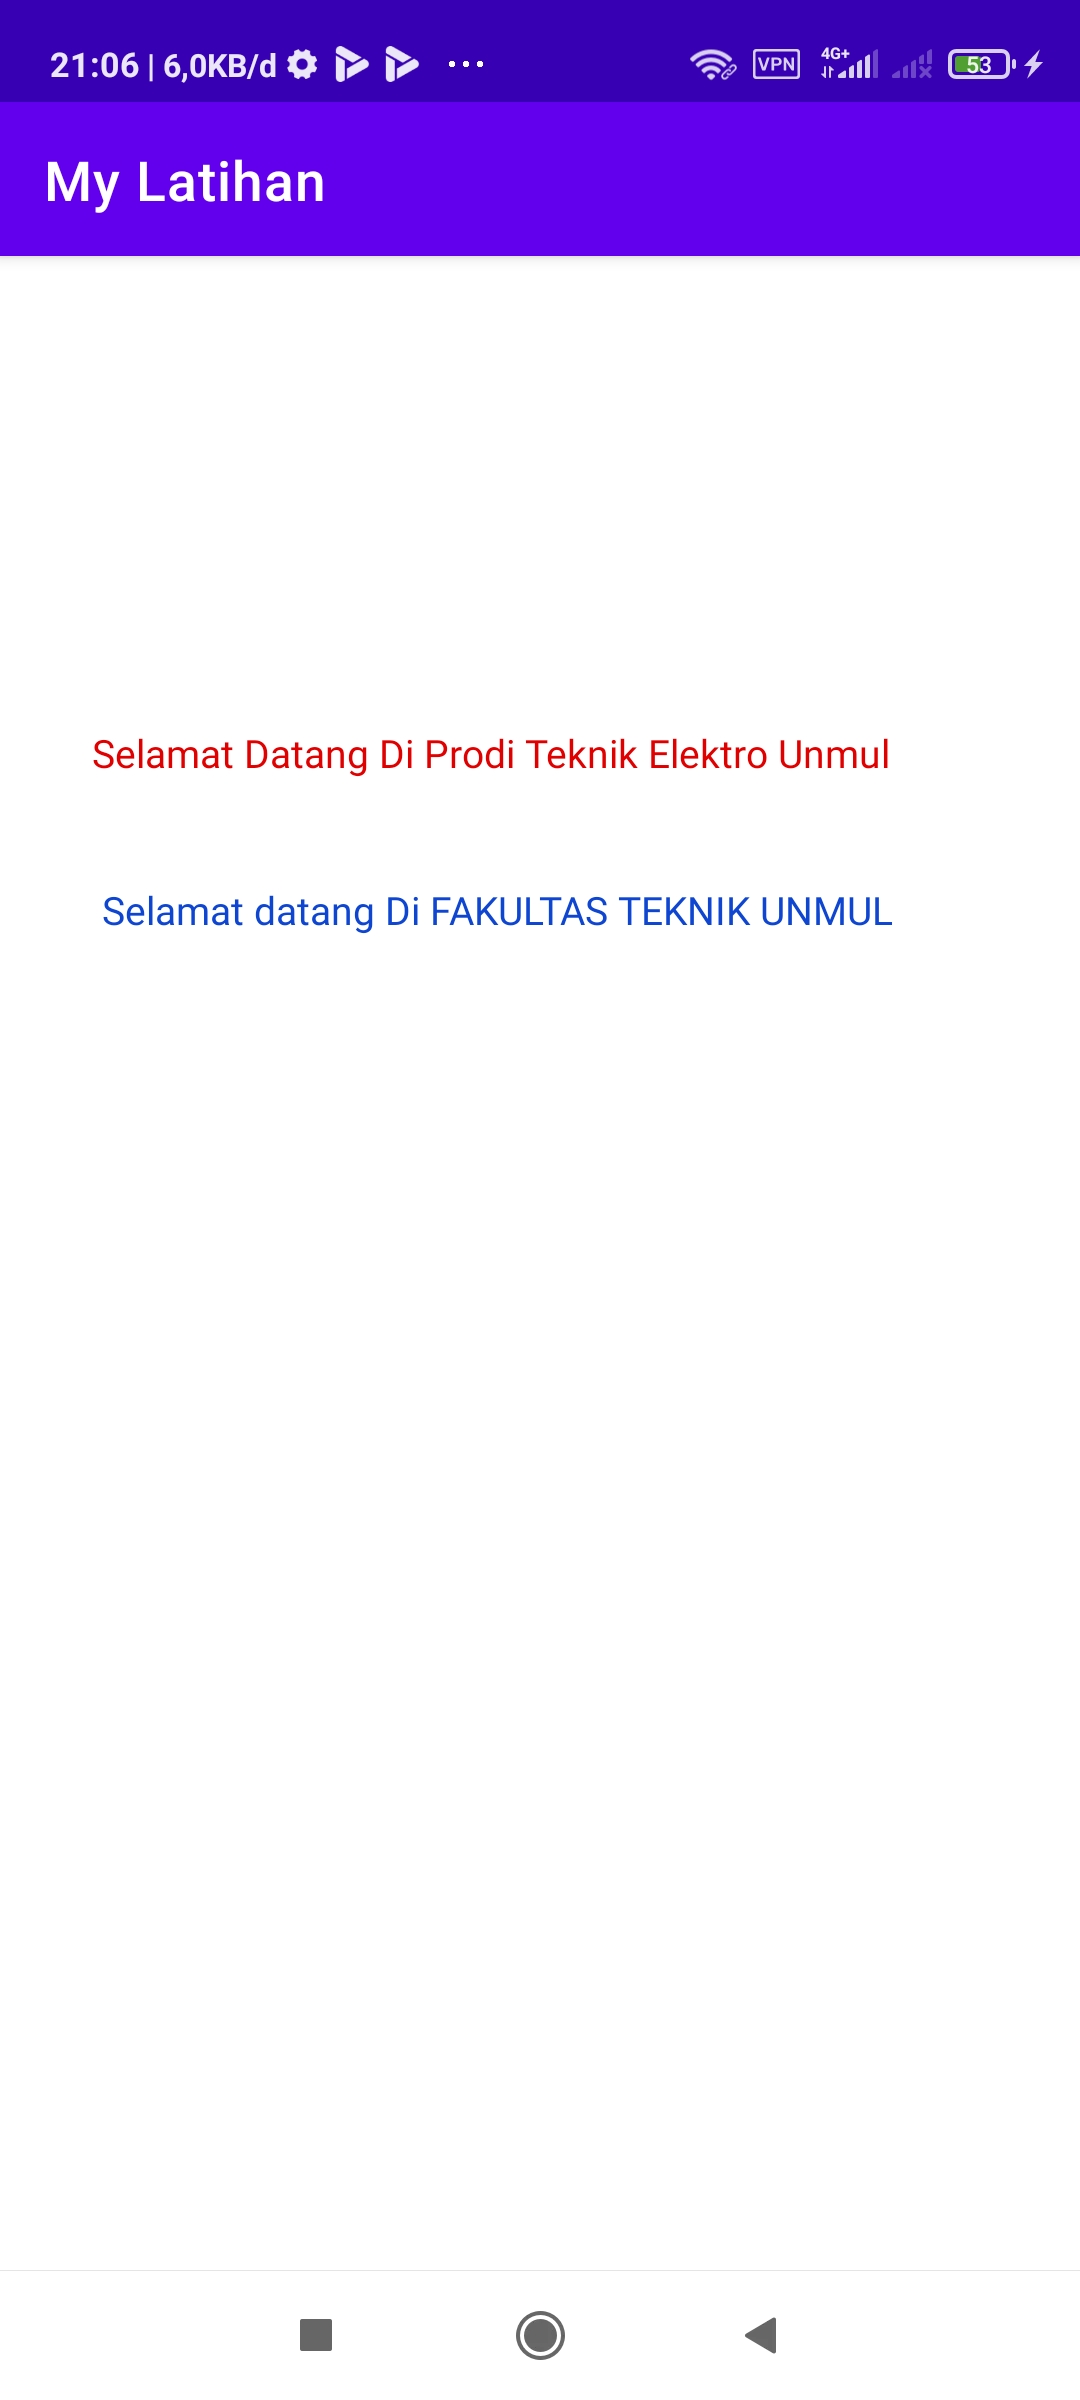 21:06 | 6,0KB/d
VPN 4G+ 53
My Latihan
Selamat Datang Di Prodi Teknik Elektro Unmul
Selamat datang Di FAKULTAS TEKNIK UNMUL